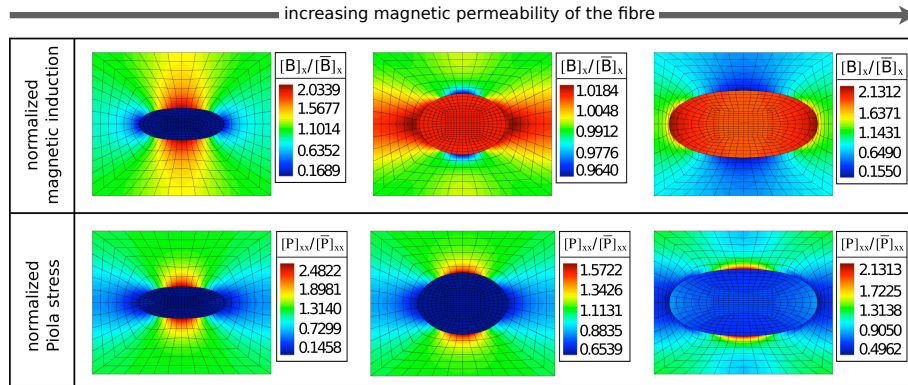 increasing magnetic permeability of the fibre
normalized
magnetic induction
[B]x/[B̅]x
2.0339
1.5677
1.1014
0.6352
0.1689
[B]x/[B̅]x
1.0184
1.0048
0.9912
0.9776
0.9640
[B]x/[B̅]x
2.1312
1.6371
1.1431
0.6490
0.1550
normalized
Piola stress
[P]xx/[P̅]xx
2.4822
1.8981
1.3140
0.7299
0.1458
[P]xx/[P̅]xx
1.5722
1.3426
1.1131
0.8835
0.6539
[P]xx/[P̅]xx
2.1313
1.7225
1.3138
0.9050
0.4962